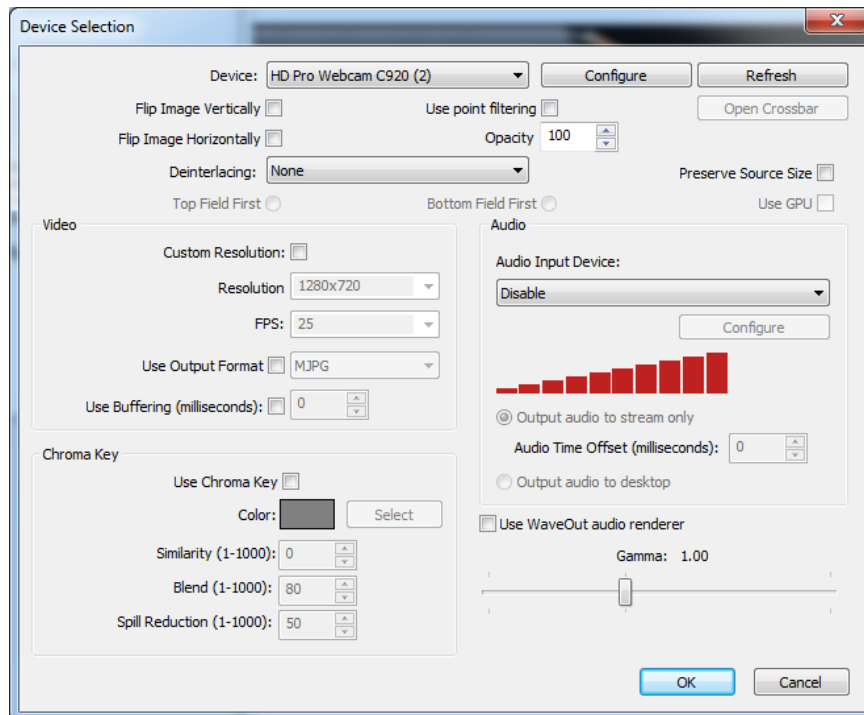 Device Selection
Device: HD Pro Webcam C920 (2) Configure Refresh
Flip Image Vertically Use point filtering Open Crossbar
Flip Image Horizontally Opacity 100
Deinterlacing: None Preserve Source Size
Top Field First Bottom Field First Use GPU
Video
Custom Resolution:
Resolution 1280x720
FPS: 25
Use Output Format MJPG
Use Buffering (milliseconds): 0
Audio
Audio Input Device:
Disable
Configure
Output audio to stream only
Audio Time Offset (milliseconds): 0
Output audio to desktop
Chroma Key
Use Chroma Key
Color: Select
Similarity (1-1000): 0
Blend (1-1000): 80
Spill Reduction (1-1000): 50
Use WaveOut audio renderer
Gamma: 1.00
OK Cancel